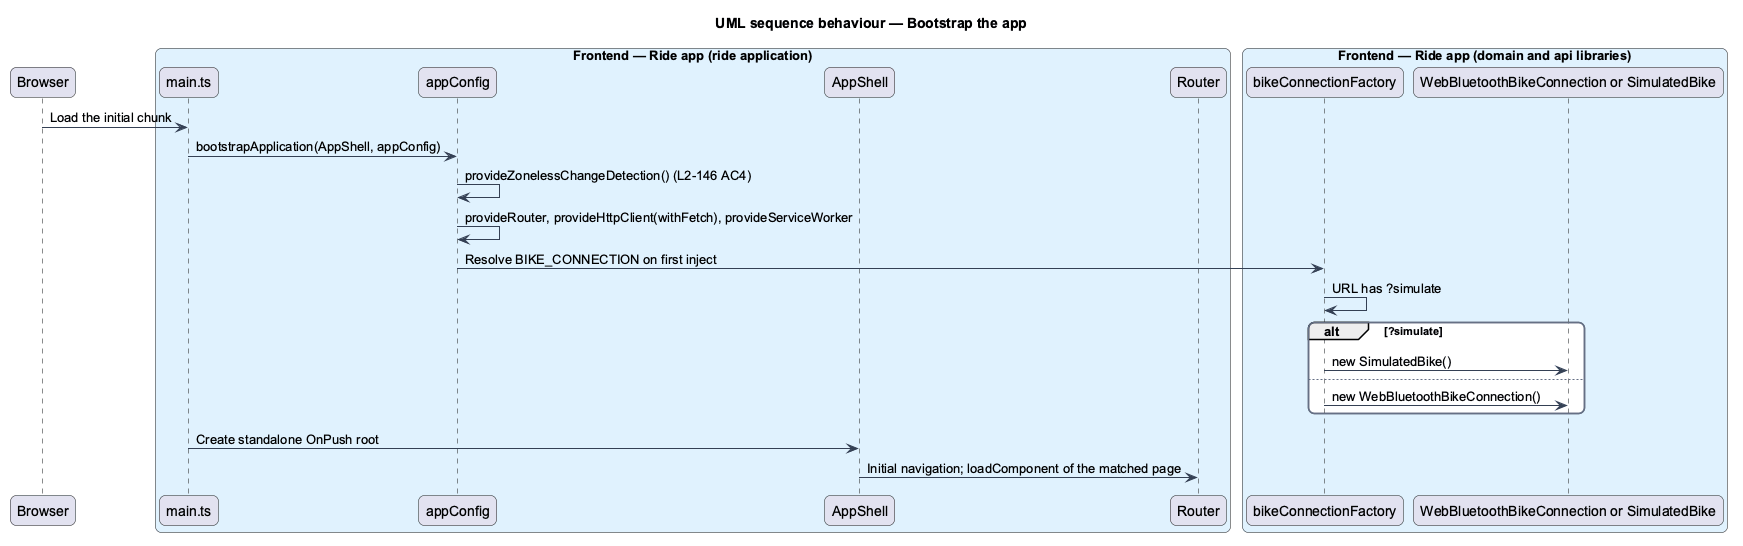 UML sequence behaviour — Bootstrap the app
Frontend — Ride app (ride application)
Frontend — Ride app (domain and api libraries)
Browser
main.ts
appConfig
AppShell
Router
bikeConnectionFactory
WebBluetoothBikeConnection or SimulatedBike
Load the initial chunk
bootstrapApplication(AppShell, appConfig)
provideZonelessChangeDetection() (L2-146 AC4)
provideRouter, provideHttpClient(withFetch), provideServiceWorker
Resolve BIKE_CONNECTION on first inject
URL has ?simulate
alt
[?simulate]
new SimulatedBike()
new WebBluetoothBikeConnection()
Create standalone OnPush root
Initial navigation; loadComponent of the matched page
Browser
main.ts
appConfig
AppShell
Router
bikeConnectionFactory
WebBluetoothBikeConnection or SimulatedBike